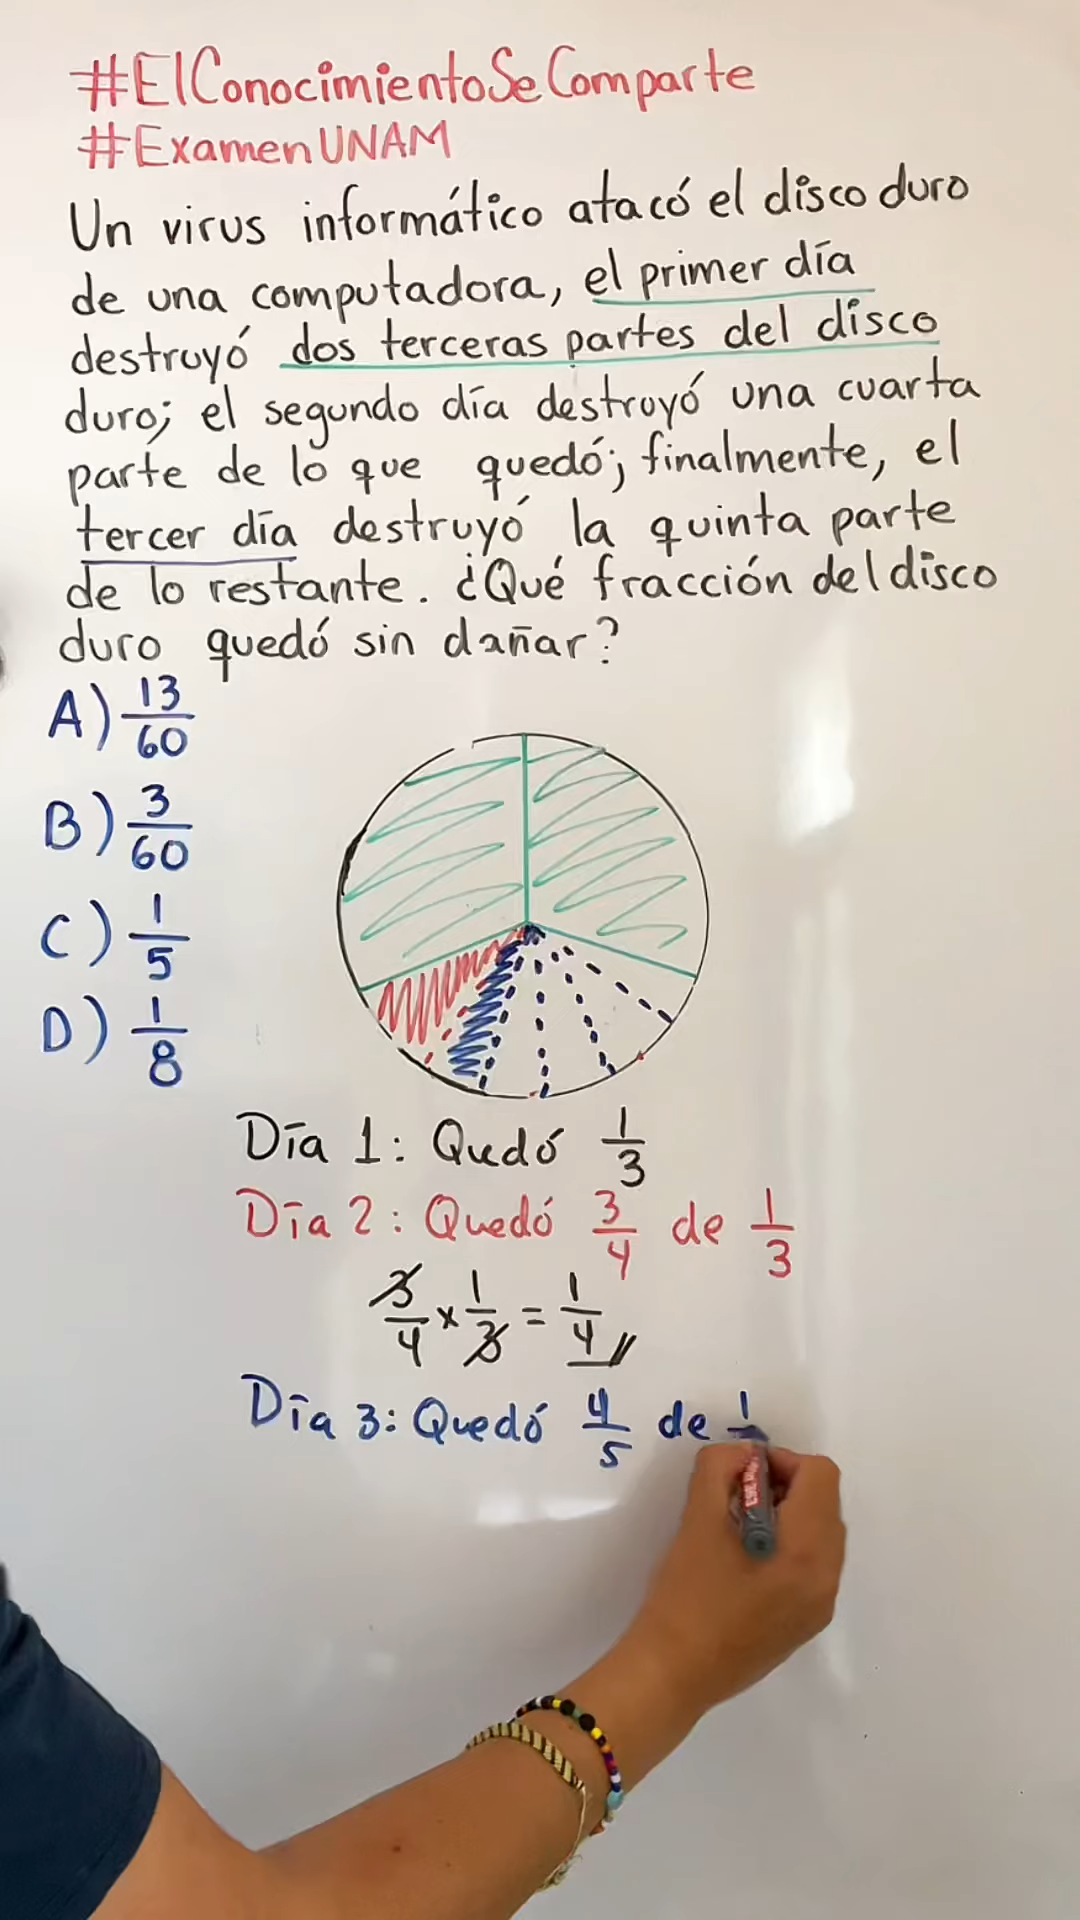 #ElConocimientoSeComparte
#ExamenUNAM
Un virus informático atacó el disco duro
de una computadora, el primer día
destruyó dos terceras partes del disco
duro; el segundo día destruyó una cuarta
parte de lo que quedó; finalmente, el
tercer día destruyó la quinta parte
de lo restante. ¿Qué fracción del disco
duro quedó sin dañar?
A) 13/60
B) 3/60
C) 1/5
D) 1/8
Día 1: Quedó 1/3
Día 2: Quedó 3/4 de 1/3
3/4 x 1/3 = 1/4
Día 3: Quedó 4/5 de 1